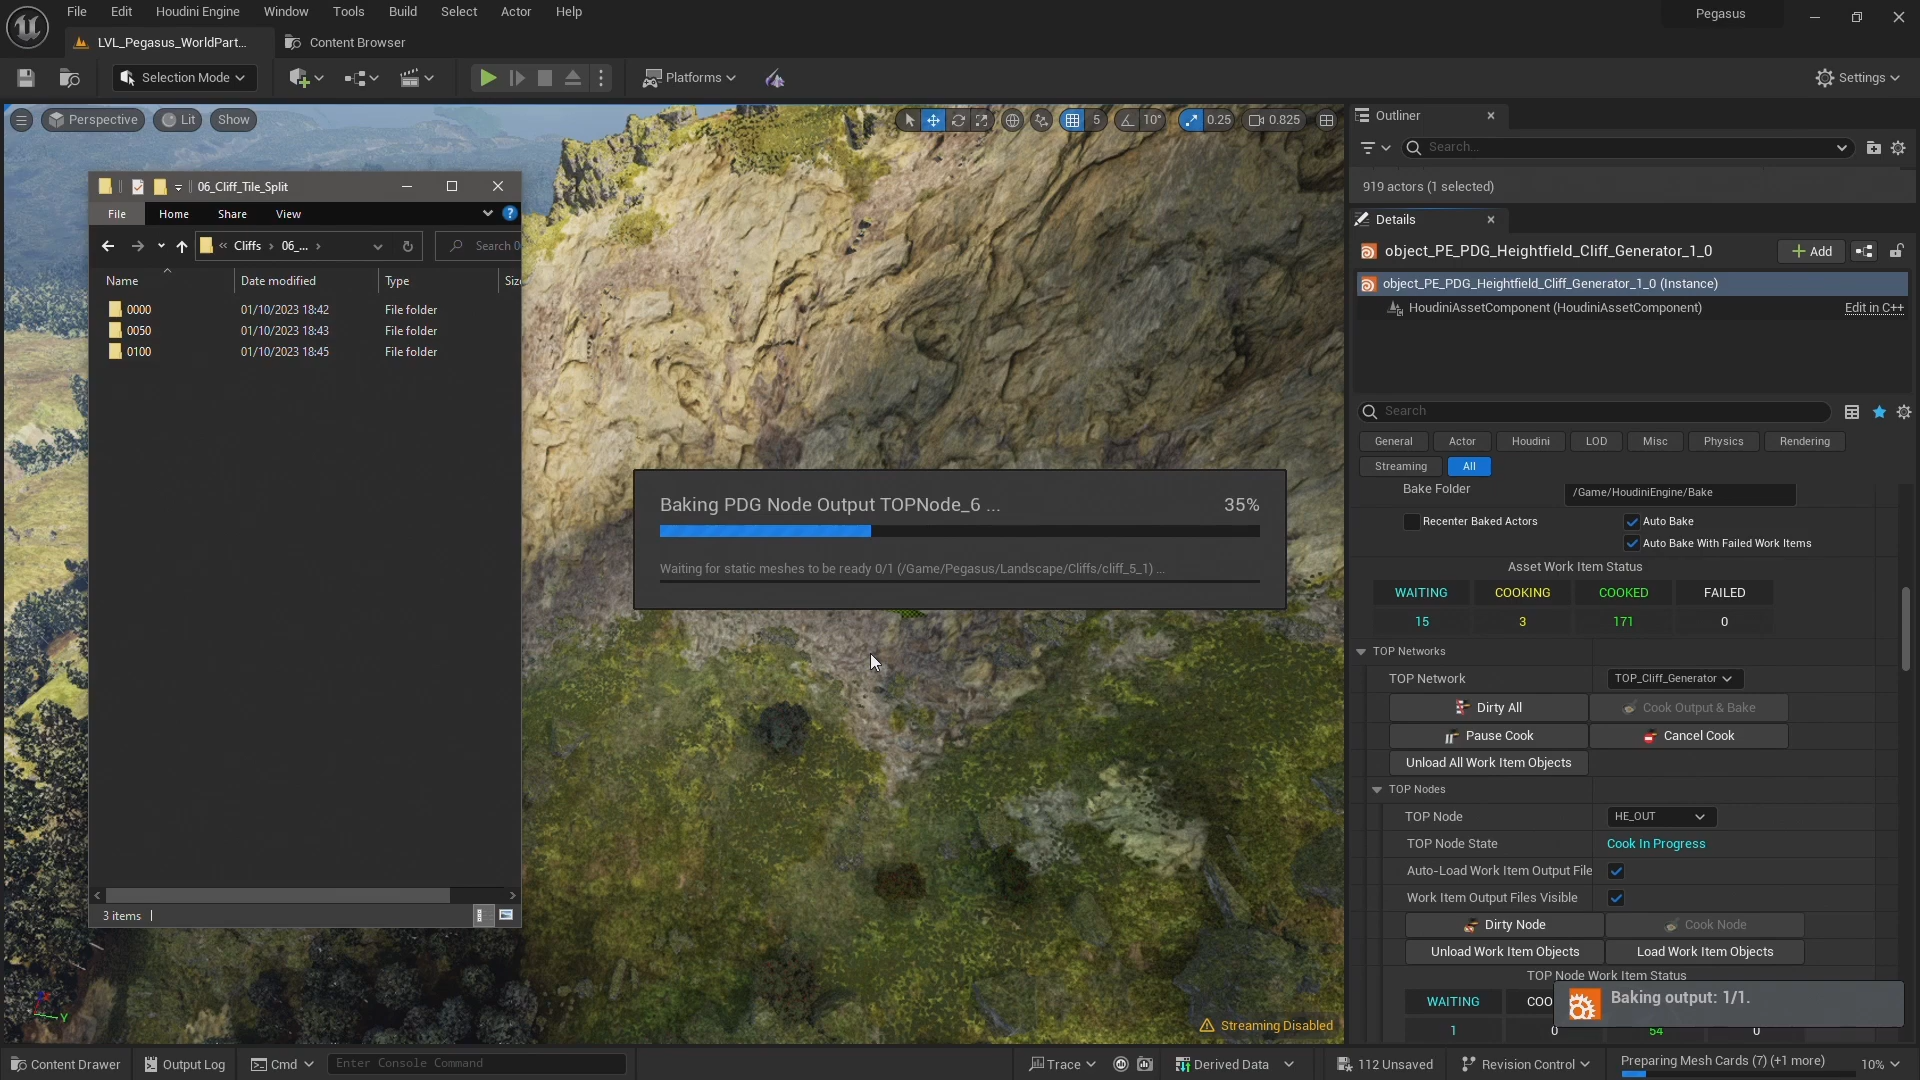 File Edit Houdini Engine Window Tools Build Select Actor Help
Pegasus
LVL_Pegasus_WorldPart...
Content Browser
Selection Mode
Platforms
Settings
Perspective Lit Show
5 10° 0.25 0.825
06_Cliff_Tile_Split
File Home Share View
Cliffs 06_...
Search 0
Name Date modified Type Size
0000 01/10/2023 18:42 File folder
0050 01/10/2023 18:43 File folder
0100 01/10/2023 18:45 File folder
3 items
Baking PDG Node Output TOPNode_6 ... 35%
Waiting for static meshes to be ready 0/1 (/Game/Pegasus/Landscape/Cliffs/cliff_5_1) ...
Y
Streaming Disabled
Outliner
Search...
919 actors (1 selected)
Details
object_PE_PDG_Heightfield_Cliff_Generator_1_0
Add
object_PE_PDG_Heightfield_Cliff_Generator_1_0 (Instance)
HoudiniAssetComponent (HoudiniAssetComponent) Edit in C++
Search
General Actor Houdini LOD Misc Physics Rendering
Streaming All
Bake Folder /Game/HoudiniEngine/Bake
Recenter Baked Actors Auto Bake
Auto Bake With Failed Work Items
Asset Work Item Status
WAITING COOKING COOKED FAILED
15 3 171 0
TOP Networks
TOP Network TOP_Cliff_Generator
Dirty All Cook Output & Bake
Pause Cook Cancel Cook
Unload All Work Item Objects
TOP Nodes
TOP Node HE_OUT
TOP Node State Cook In Progress
Auto-Load Work Item Output File
Work Item Output Files Visible
Dirty Node Cook Node
Unload Work Item Objects Load Work Item Objects
TOP Node Work Item Status
WAITING COO
1 0 54 0
Baking output: 1/1.
Content Drawer Output Log Cmd Enter Console Command Trace Derived Data 112 Unsaved Revision Control Preparing Mesh Cards (7) (+1 more) 10%